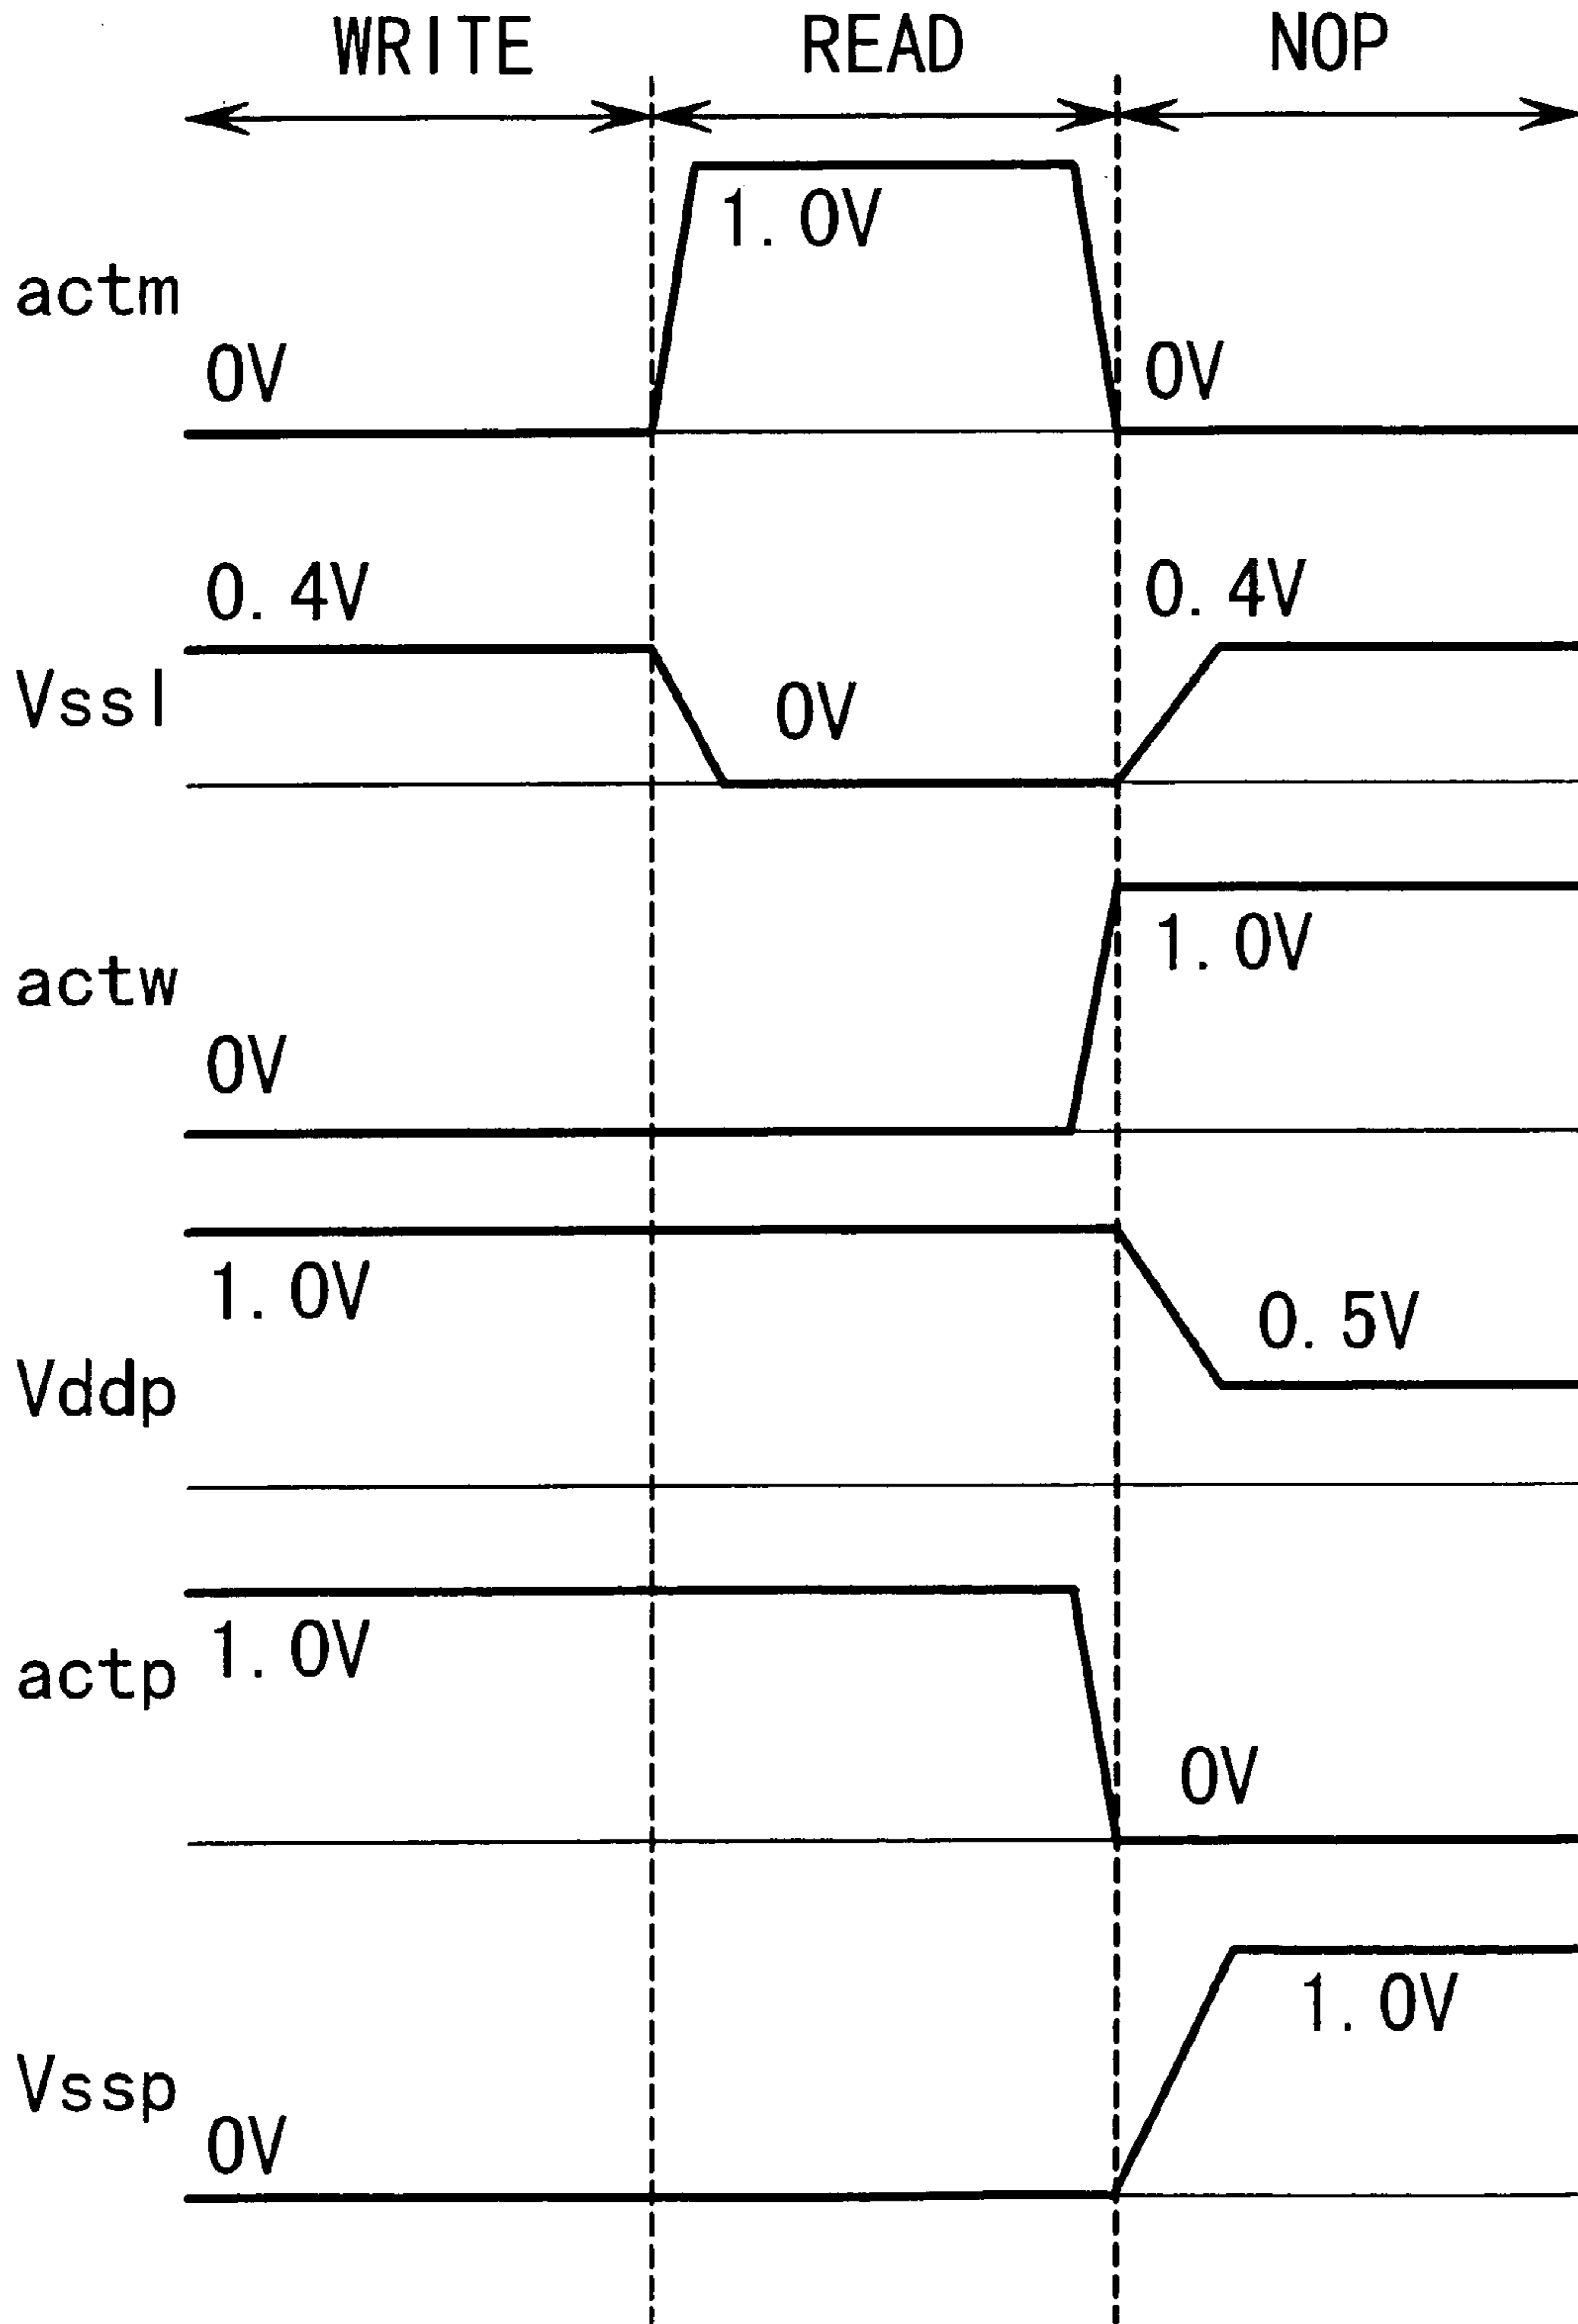 WRITE READ NOP
1.0V
actm
0V 0V
0.4V 0.4V
Vssl 0V
1.0V
actw
0V
1.0V
0.5V
Vddp
1.0V
actp
0V
1.0V
Vssp
0V